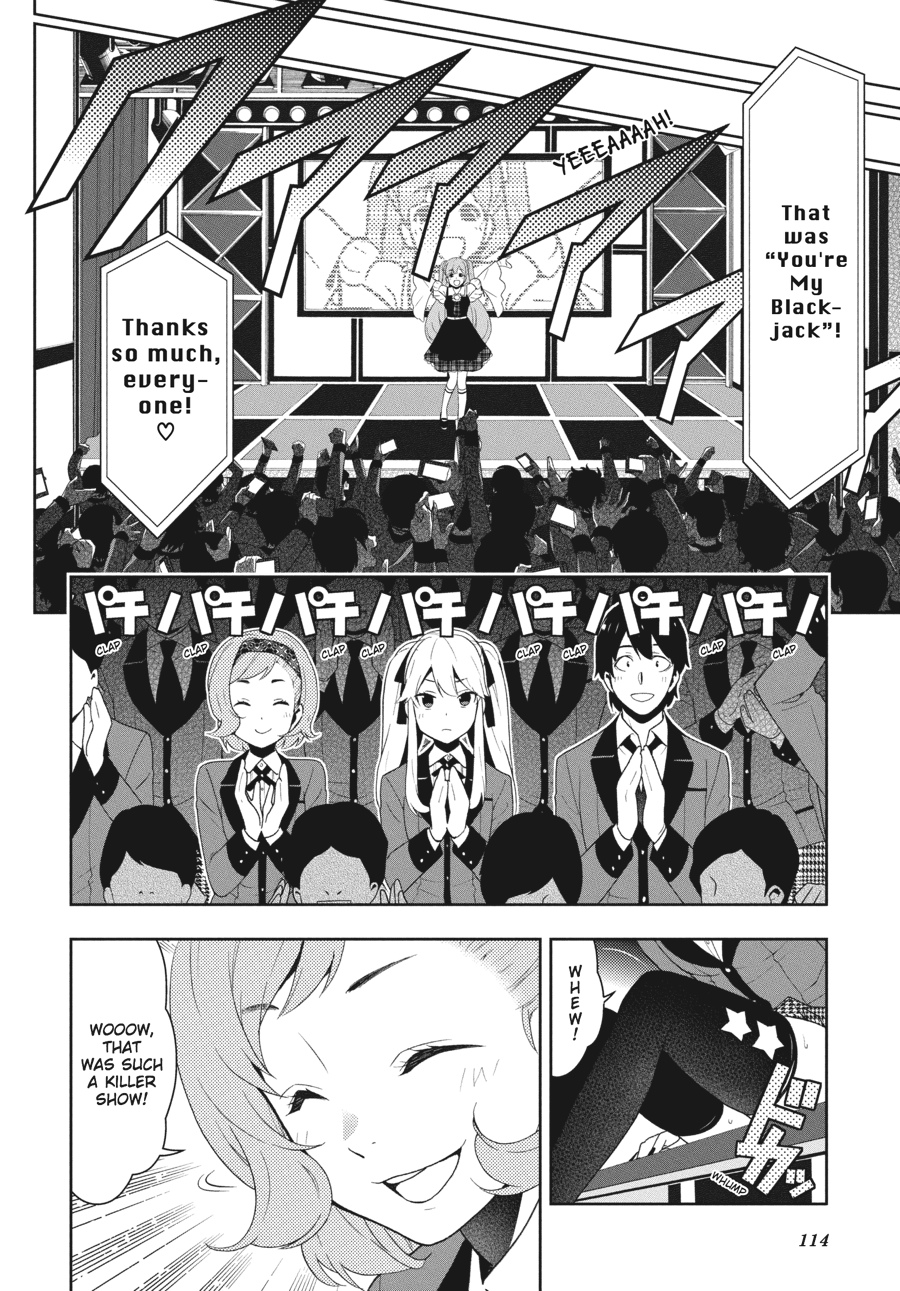 That
was
“You're
My
Black-
jack”!
YEEEAAAAH!
Thanks
so much,
every-
one!
♡
パチパチパチパチパチパチパチ
CLAP
CLAP
CLAP
CLAP
CLAP
CLAP
CLAP
CLAP
WHEW!
ドカッ
WHUMP
WOOOW,
THAT
WAS SUCH
A KILLER
SHOW!
114